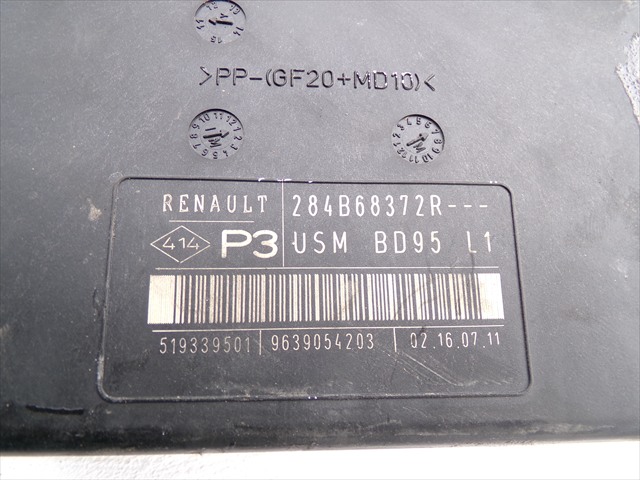 >PP-(GF20+MD10)<
RENAULT 284B68372R---
414 P3 USM BD95 L1
519339501 9639054203 02.16.07.11